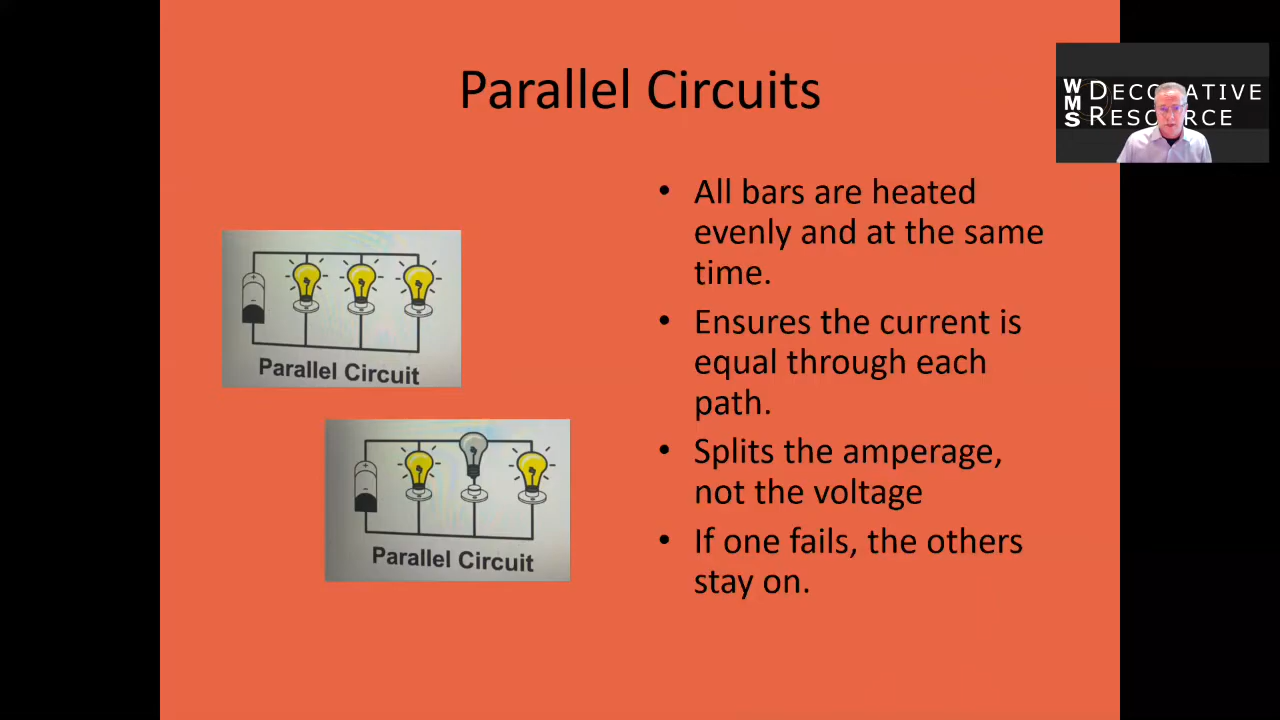 Parallel Circuits
WMS DECORATIVE
RESOURCE
• All bars are heated
evenly and at the same
time.
• Ensures the current is
equal through each
path.
• Splits the amperage,
not the voltage
• If one fails, the others
stay on.
+
-
Parallel Circuit
+
-
Parallel Circuit